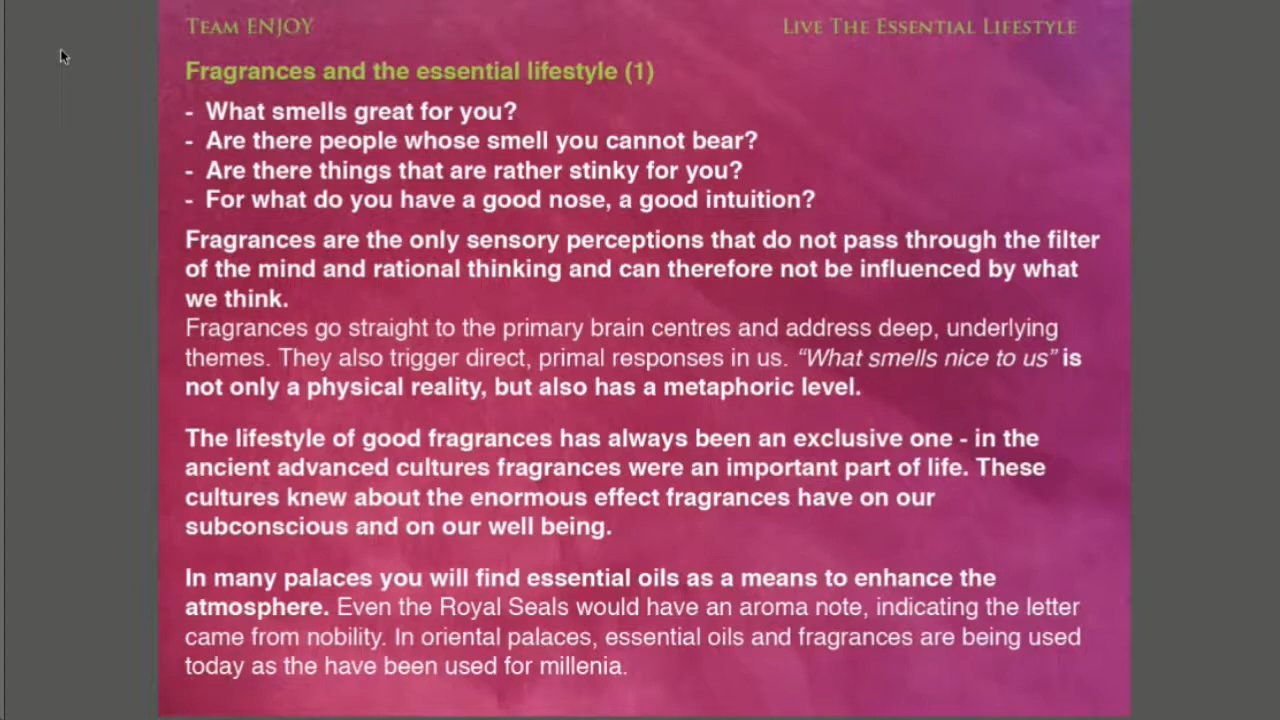 Team ENJOY
Live The Essential Lifestyle
Fragrances and the essential lifestyle (1)
- What smells great for you?
- Are there people whose smell you cannot bear?
- Are there things that are rather stinky for you?
- For what do you have a good nose, a good intuition?
Fragrances are the only sensory perceptions that do not pass through the filter
of the mind and rational thinking and can therefore not be influenced by what
we think.
Fragrances go straight to the primary brain centres and address deep, underlying
themes. They also trigger direct, primal responses in us. “What smells nice to us” is
not only a physical reality, but also has a metaphoric level.
The lifestyle of good fragrances has always been an exclusive one - in the
ancient advanced cultures fragrances were an important part of life. These
cultures knew about the enormous effect fragrances have on our
subconscious and on our well being.
In many palaces you will find essential oils as a means to enhance the
atmosphere. Even the Royal Seals would have an aroma note, indicating the letter
came from nobility. In oriental palaces, essential oils and fragrances are being used
today as the have been used for millenia.